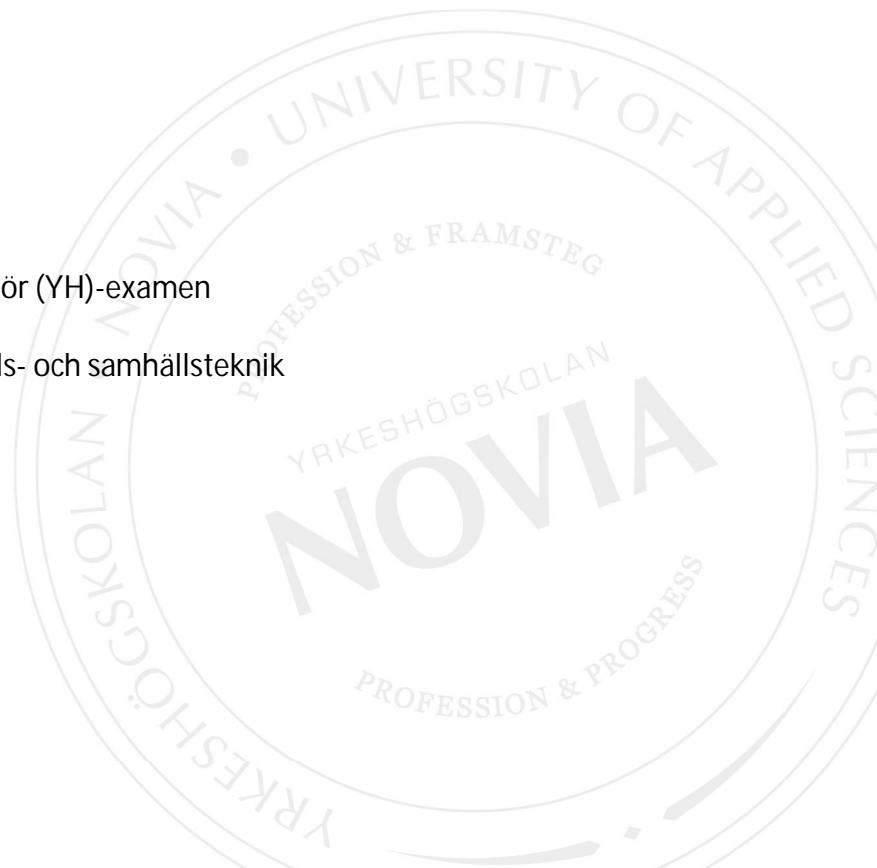 ör (YH)-examen
ls- och samhällsteknik
YRKESHÖGSKOLAN NOVIA • UNIVERSITY OF APPLIED SCIENCES
PROFESSION & FRAMSTEG
YRKESHÖGSKOLAN
NOVIA
PROFESSION & PROGRESS